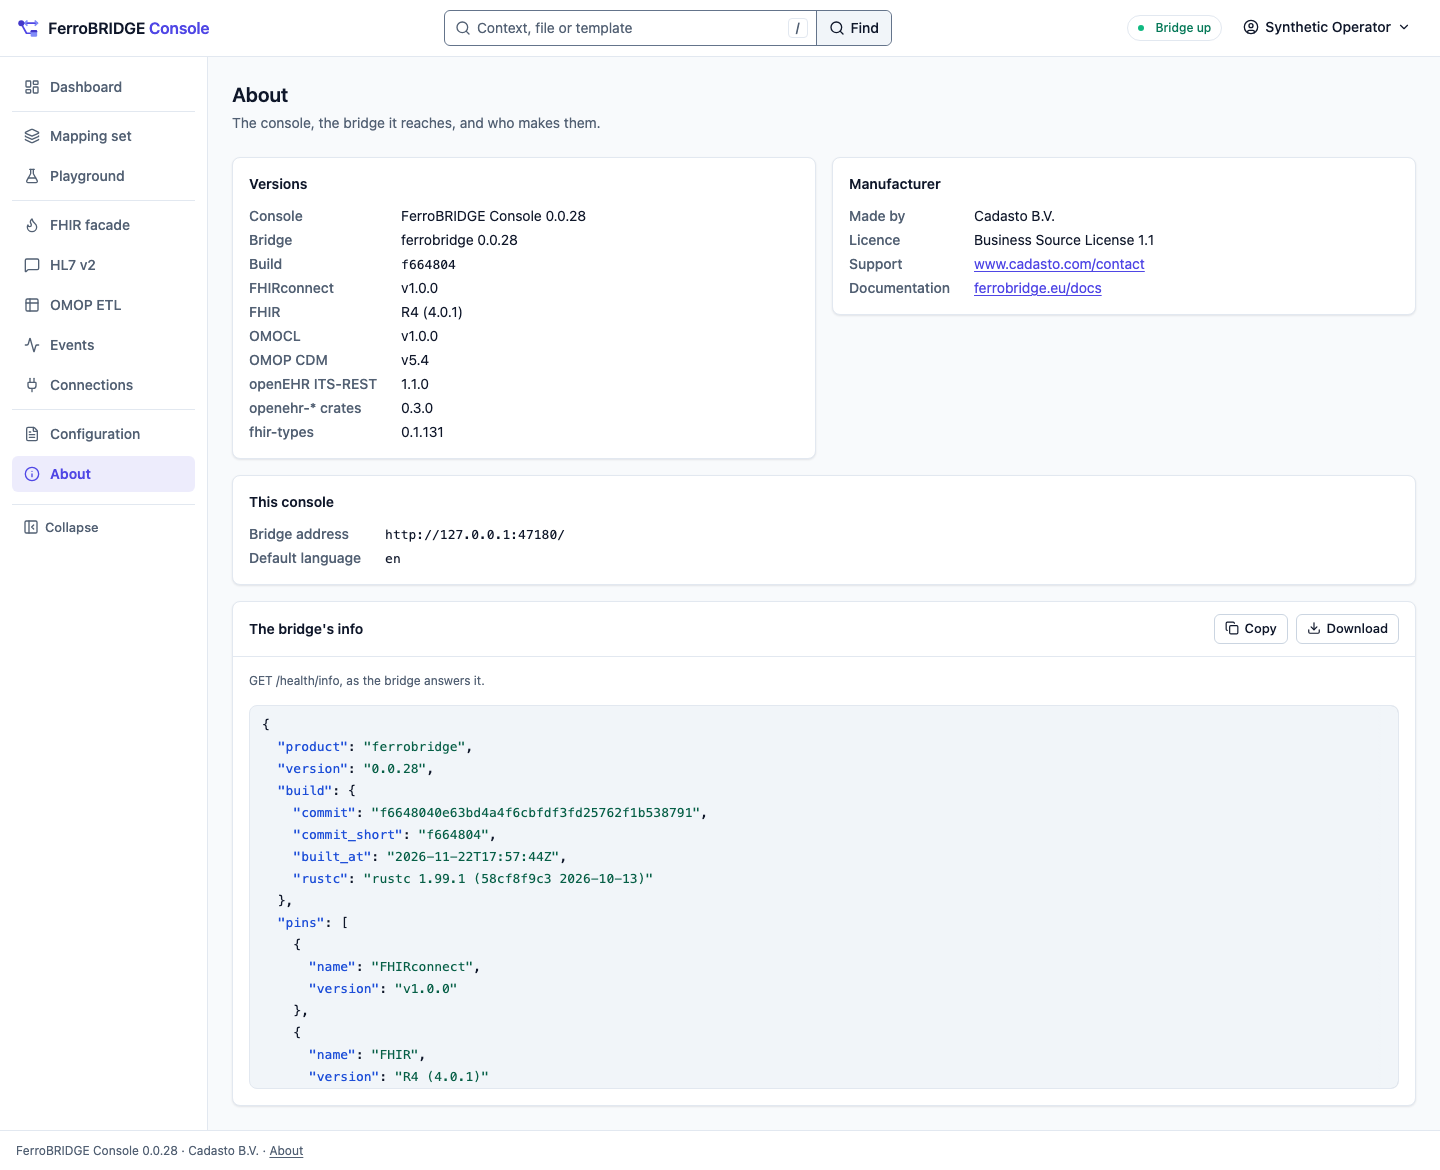 FerroBRIDGE Console
Context, file or template
/
Find
Bridge up
Synthetic Operator
Dashboard
Mapping set
Playground
FHIR facade
HL7 v2
OMOP ETL
Events
Connections
Configuration
About
Collapse
About
The console, the bridge it reaches, and who makes them.
Versions
Console FerroBRIDGE Console 0.0.28
Bridge ferrobridge 0.0.28
Build f664804
FHIRconnect v1.0.0
FHIR R4 (4.0.1)
OMOCL v1.0.0
OMOP CDM v5.4
openEHR ITS-REST 1.1.0
openehr-* crates 0.3.0
fhir-types 0.1.131
Manufacturer
Made by Cadasto B.V.
Licence Business Source License 1.1
Support www.cadasto.com/contact
Documentation ferrobridge.eu/docs
This console
Bridge address http://127.0.0.1:47180/
Default language en
The bridge's info
Copy
Download
GET /health/info, as the bridge answers it.
{
"product": "ferrobridge",
"version": "0.0.28",
"build": {
"commit": "f6648040e63bd4a4f6cbfdf3fd25762f1b538791",
"commit_short": "f664804",
"built_at": "2026-11-22T17:57:44Z",
"rustc": "rustc 1.99.1 (58cf8f9c3 2026-10-13)"
},
"pins": [
{
"name": "FHIRconnect",
"version": "v1.0.0"
},
{
"name": "FHIR",
"version": "R4 (4.0.1)"
FerroBRIDGE Console 0.0.28 · Cadasto B.V. · About